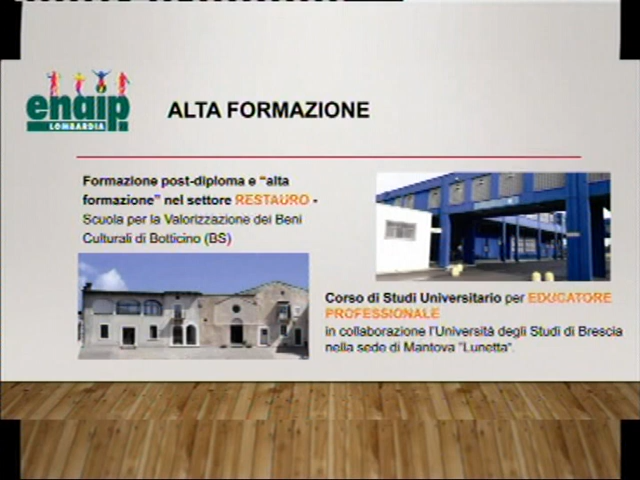 enaip
LOMBARDIA
ALTA FORMAZIONE
Formazione post-diploma e "alta
formazione" nel settore RESTAURO -
Scuola per la Valorizzazione dei Beni
Culturali di Botticino (BS)
Corso di Studi Universitario per EDUCATORE
PROFESSIONALE
in collaborazione l'Università degli Studi di Brescia
nella sede di Mantova "Lunetta".